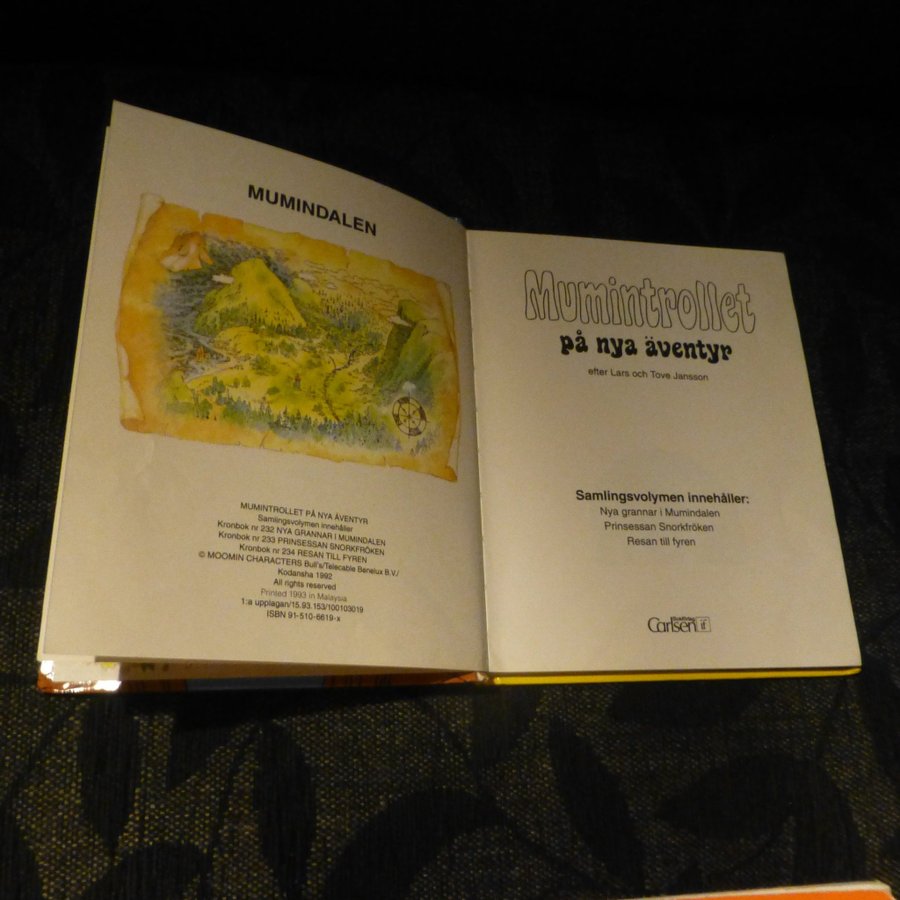 MUMINDALEN
MUMINTROLLET PÅ NYA ÄVENTYR
Samlingsvolymen innehåller
Kronbok nr 232 NYA GRANNAR I MUMINDALEN
Kronbok nr 233 PRINSESSAN SNORKFRÖKEN
Kronbok nr 234 RESAN TILL FYREN
© MOOMIN CHARACTERS Bull's/Telecable Benelux B.V./
Kodansha 1992
All rights reserved
Printed 1993 in Malaysia
1:a upplagan/15.93.153/100103019
ISBN 91-510-6619-x
Mumintrollet
på nya äventyr
efter Lars och Tove Jansson
Samlingsvolymen innehåller:
Nya grannar i Mumindalen
Prinsessan Snorkfröken
Resan till fyren
Carlsen if